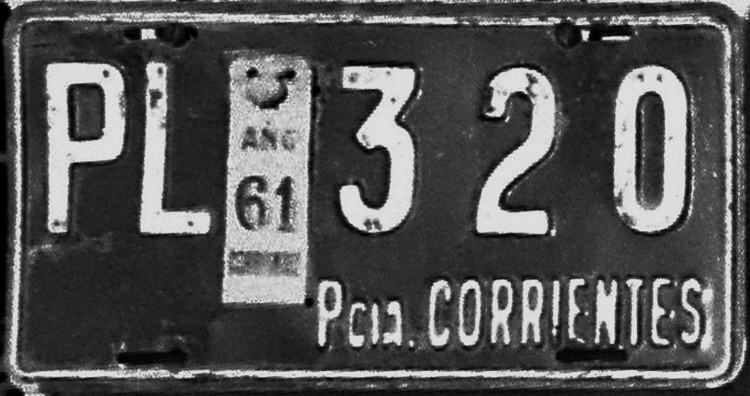 PL 320
AÑO
61
Pcia. CORRIENTES